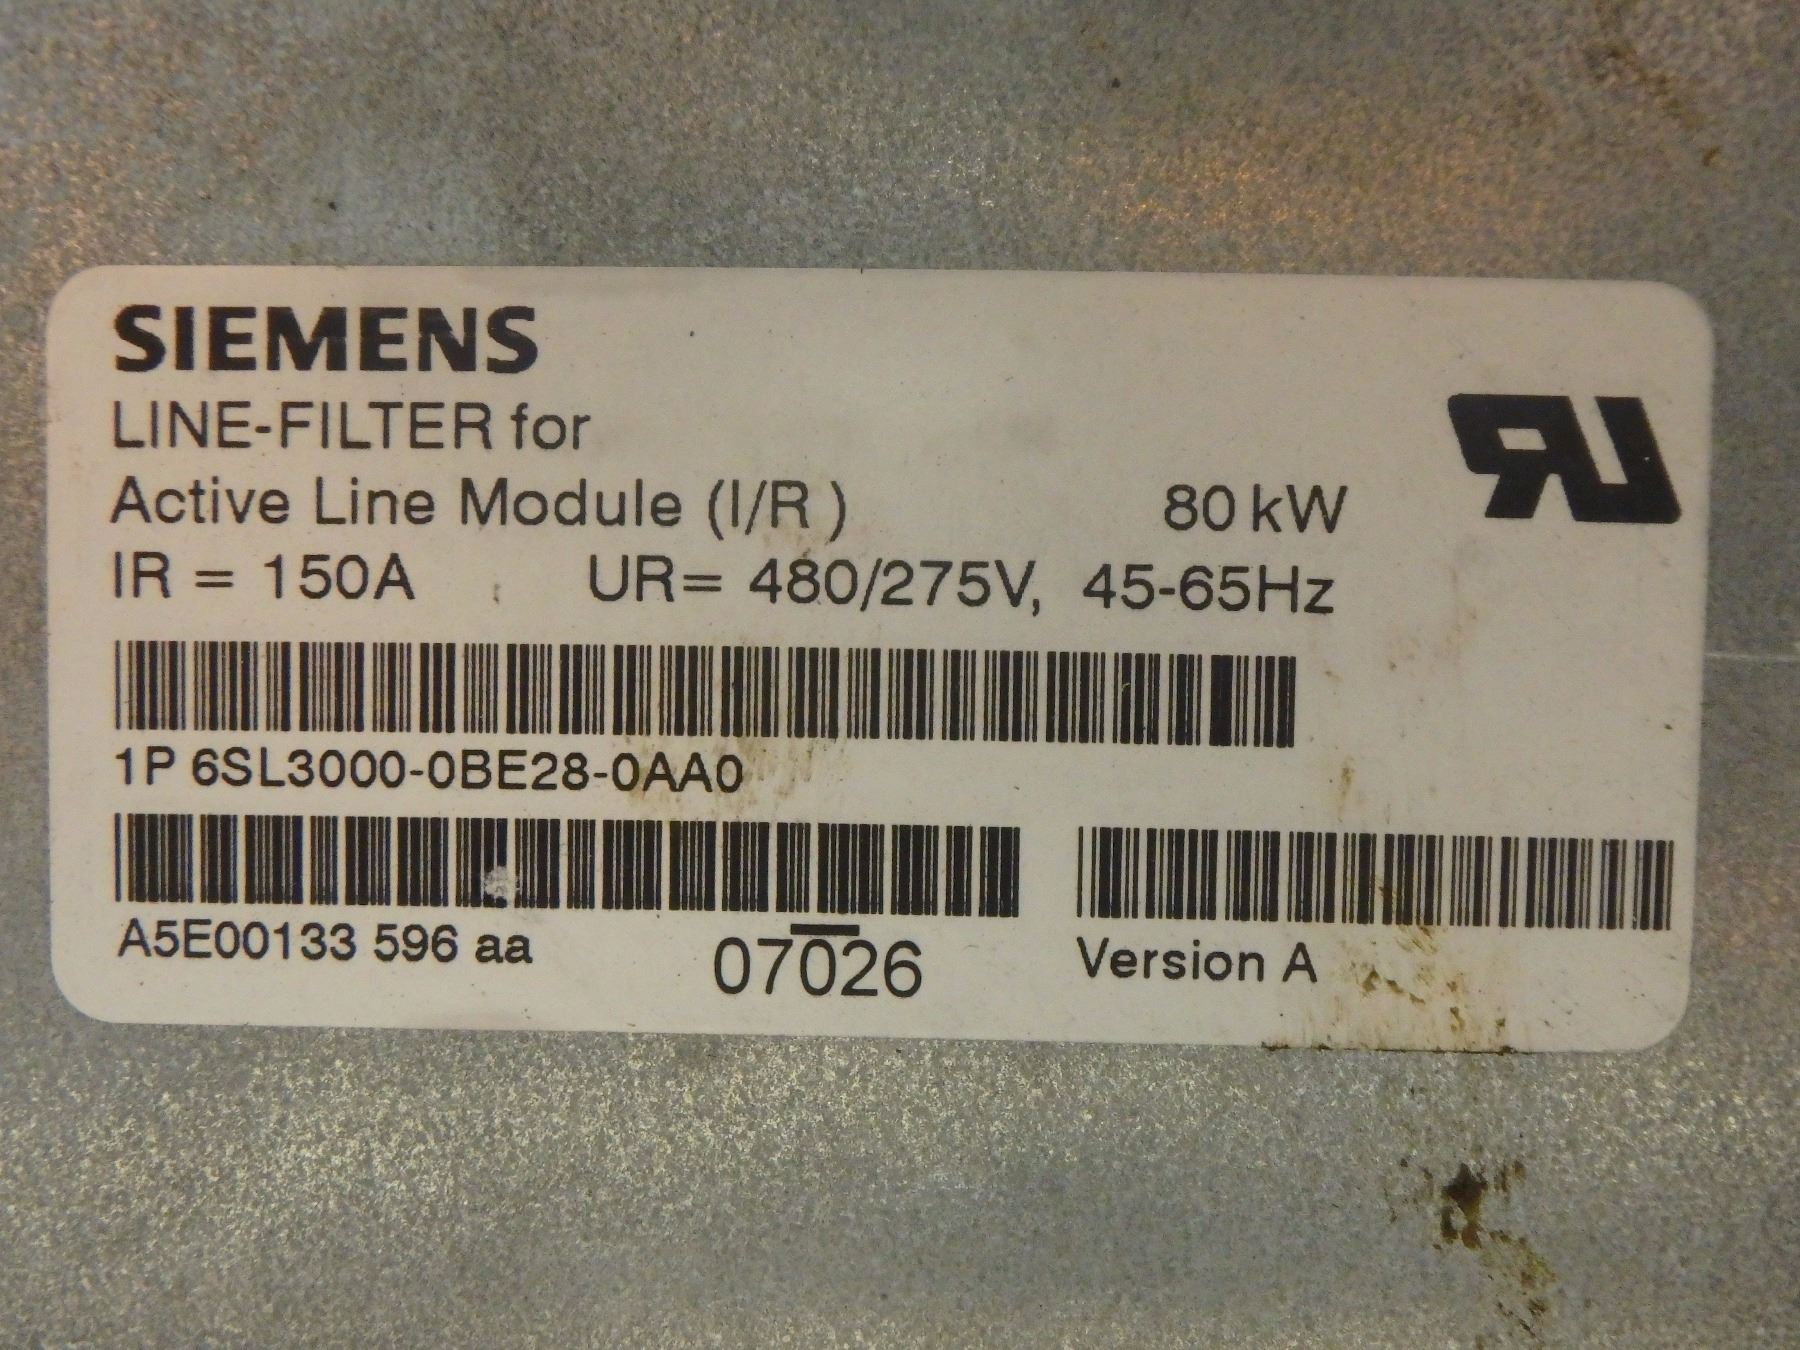 SIEMENS
LINE-FILTER for
Active Line Module (I/R ) 80 kW
IR = 150A UR= 480/275V, 45-65Hz
1P 6SL3000-0BE28-0AA0
A5E00133 596 aa 07026 Version A